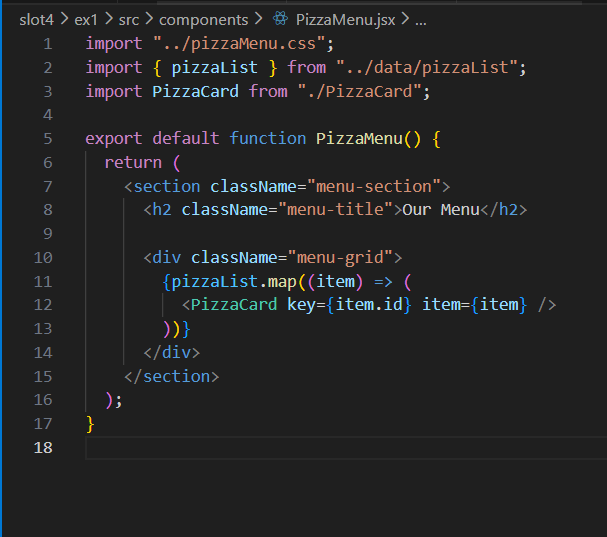 slot4 > ex1 > src > components > PizzaMenu.jsx > ...
1 import "../pizzaMenu.css";
2 import { pizzaList } from "../data/pizzaList";
3 import PizzaCard from "./PizzaCard";
4
5 export default function PizzaMenu() {
6   return (
7     <section className="menu-section">
8       <h2 className="menu-title">Our Menu</h2>
9
10       <div className="menu-grid">
11         {pizzaList.map((item) => (
12           <PizzaCard key={item.id} item={item} />
13         ))}
14       </div>
15     </section>
16   );
17 }
18